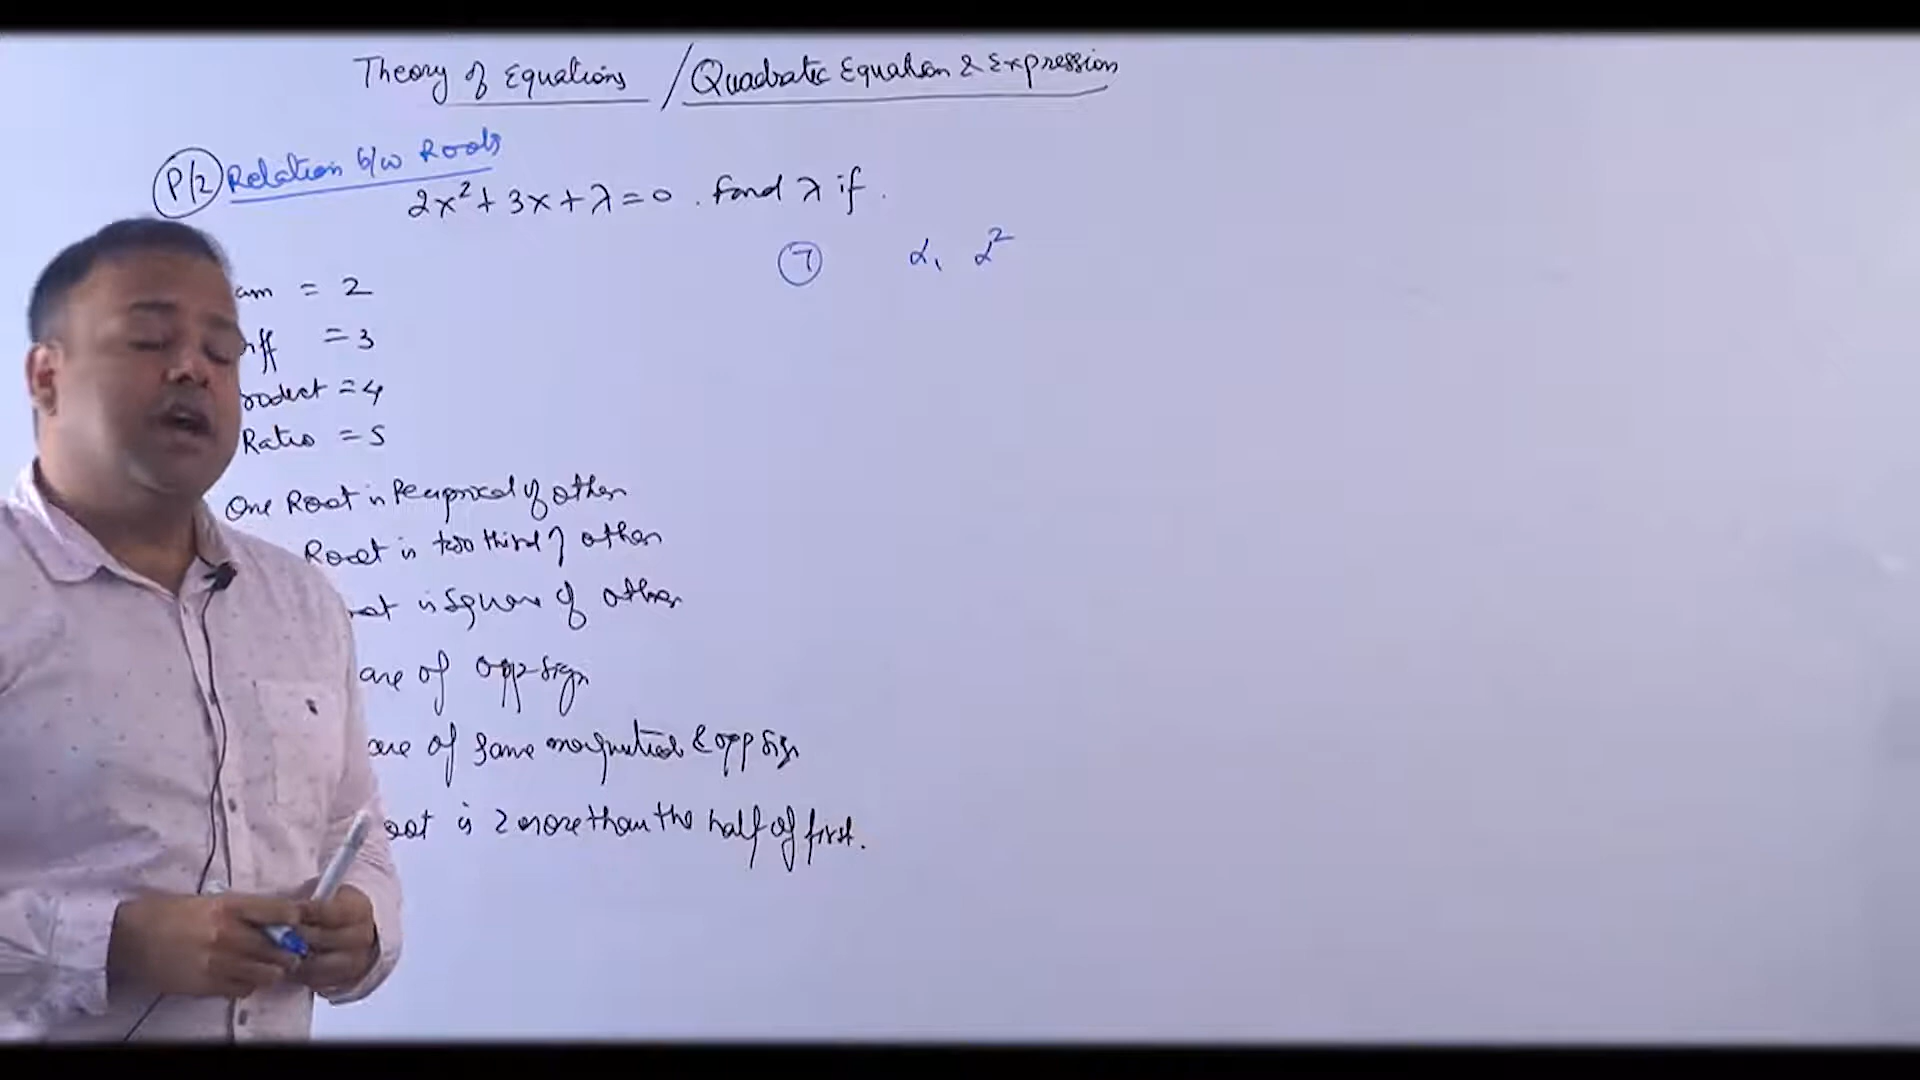 Theory of Equations / Quadratic Equation & Expression
P/2 Relation b/w Roots
2x²+ 3x + λ = 0 . Find λ if .
7 α, α²
um = 2
iff = 3
roduct = 4
Ratio = 5
One Root is Reciprocal of other
Root is two third of other
oot is Square of other
are of opp sign
are of same magnitude & opp sign
oot is 2 more than the half of first.